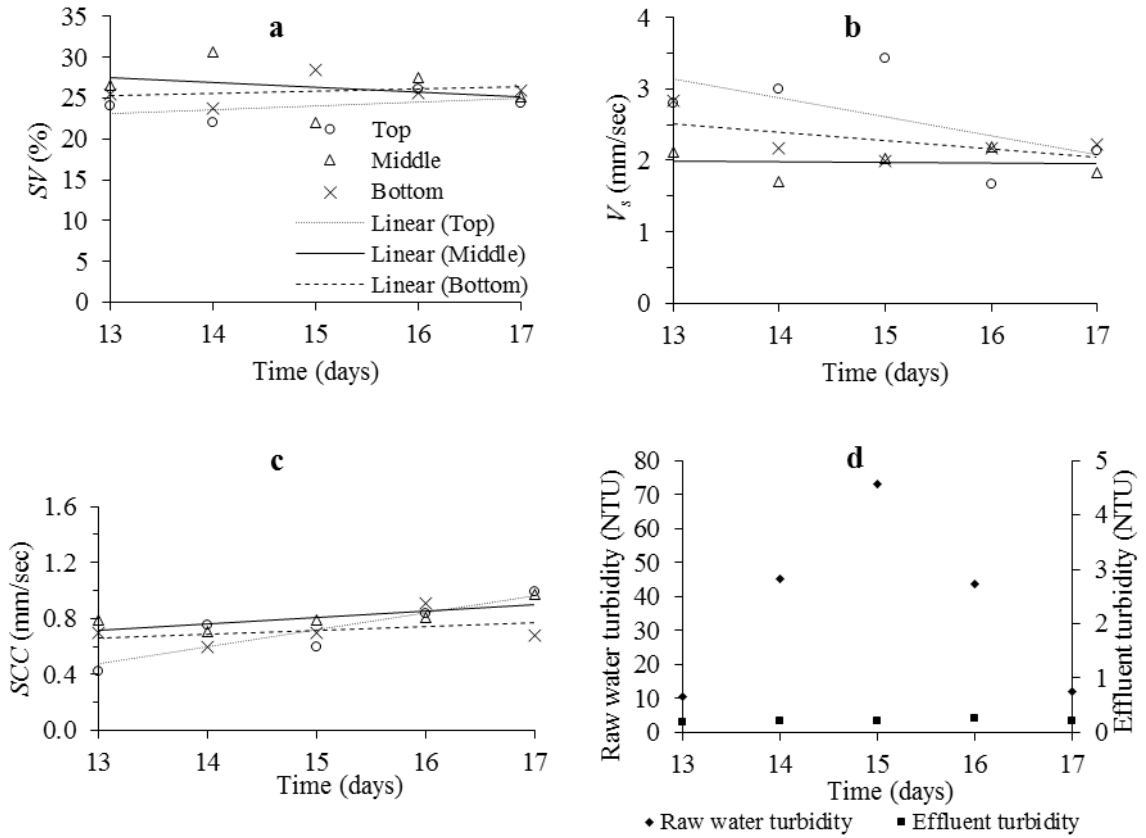 a
35
30
25
20
15
10
5
0
SV (%)
Top
Middle
Bottom
Linear (Top)
Linear (Middle)
Linear (Bottom)
13 14 15 16 17
Time (days)
b
4
3
2
1
0
Vs (mm/sec)
13 14 15 16 17
Time (days)
c
1.6
1.2
0.8
0.4
0.0
SCC (mm/sec)
13 14 15 16 17
Time (days)
d
80
70
60
50
40
30
20
10
0
Raw water turbidity (NTU)
5
4
3
2
1
0
Effluent turbidity (NTU)
13 14 15 16 17
Time (days)
Raw water turbidity
Effluent turbidity